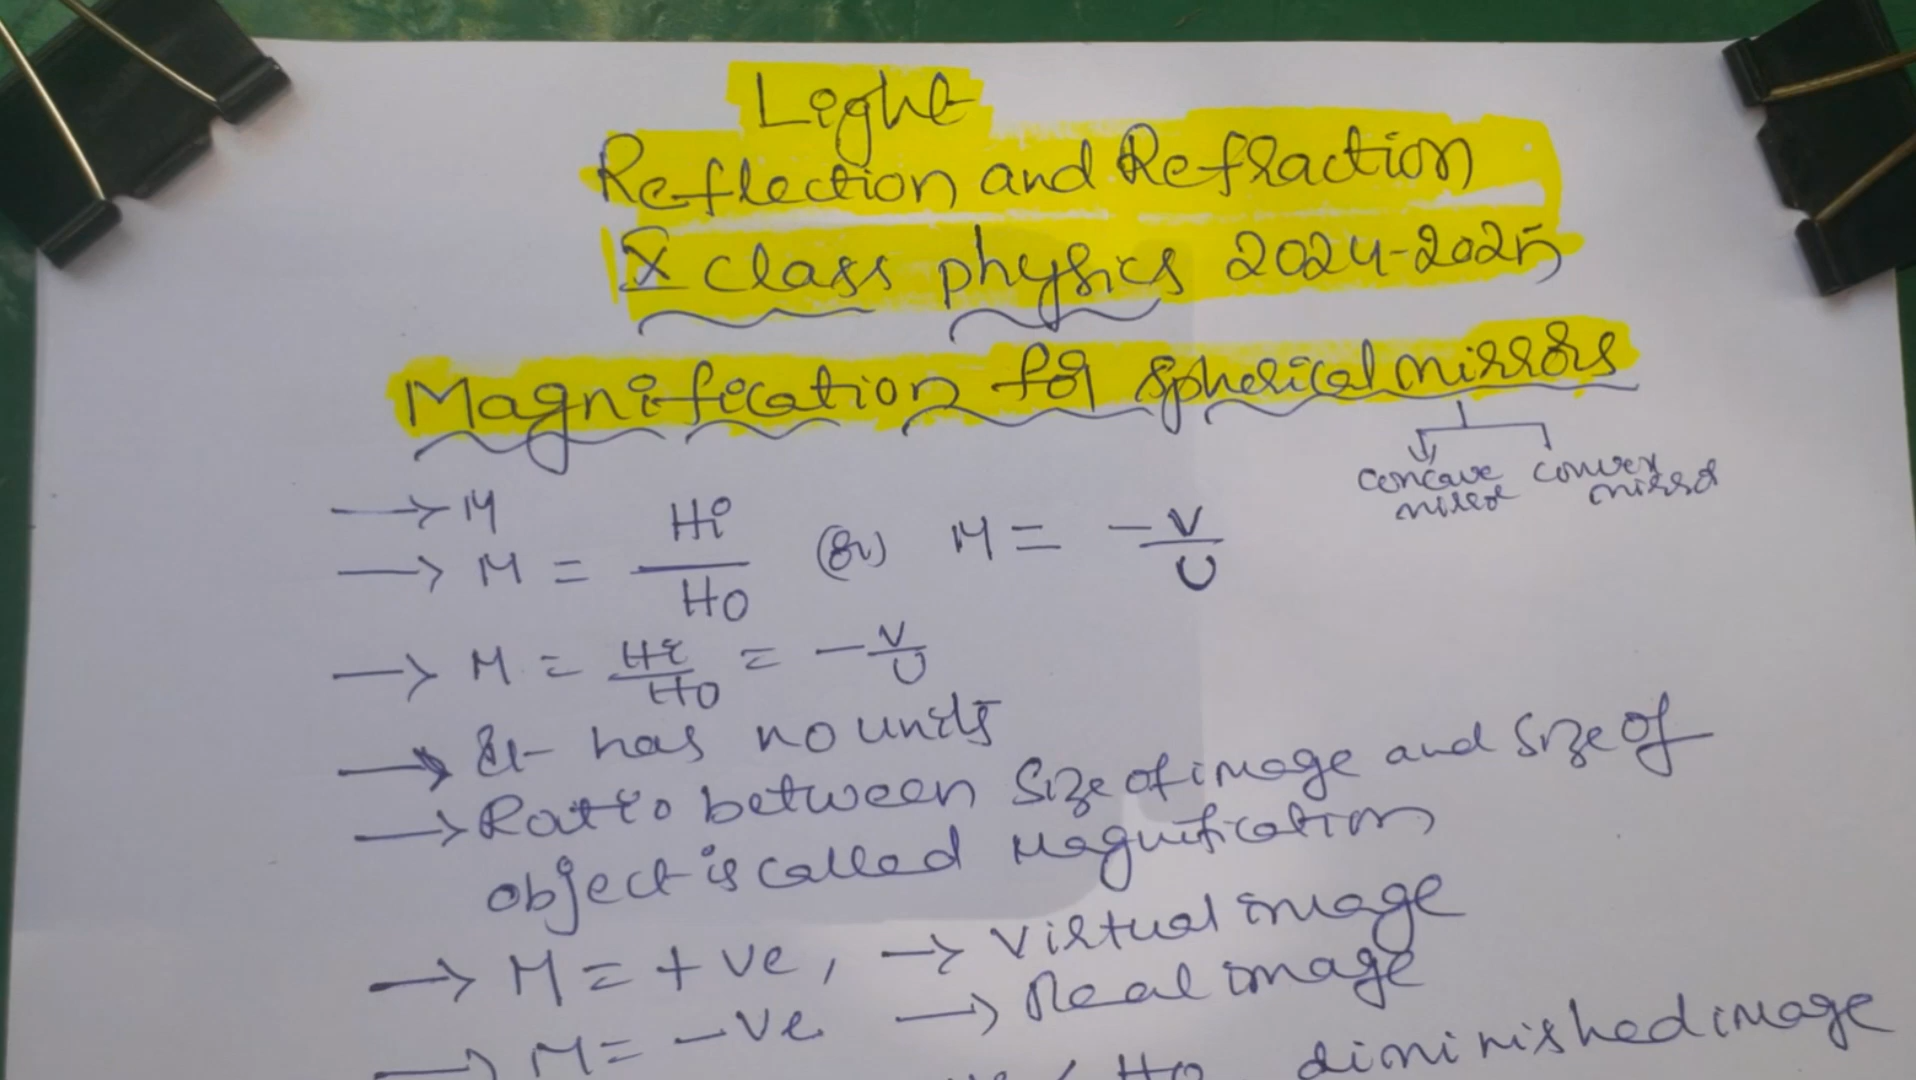 Light
Reflection and Refraction
X class physics 2024-2025
Magnification for spherical mirrors
concave mirror convex mirror
→ M
→ M = Hi/Ho (or) M = -v/u
→ M = Hi/Ho = -v/u
→ It has no units
→ Ratio between Size of image and Size of
object is called Magnification
→ M = +ve, → Virtual image
→ M = -ve → Real image
< Ho diminished image